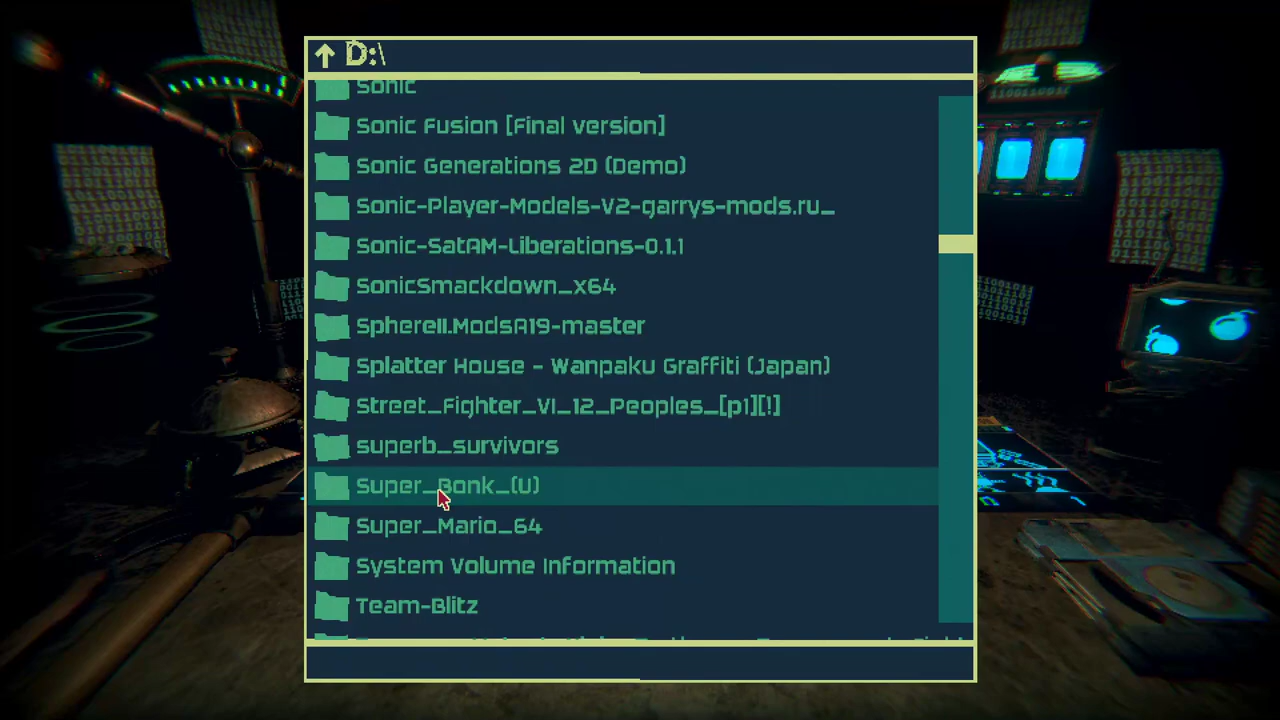 D:\
Sonic
Sonic Fusion [Final version]
Sonic Generations 2D (Demo)
Sonic-Player-Models-V2-garrys-mods.ru_
Sonic-SatAM-Liberations-0.1.1
SonicSmackdown_x64
SphereII.ModsA19-master
Splatter House - Wanpaku Graffiti (Japan)
Street_Fighter_VI_12_Peoples_[p1][!]
superb_survivors
Super_Bonk_(U)
Super_Mario_64
System Volume Information
Team-Blitz